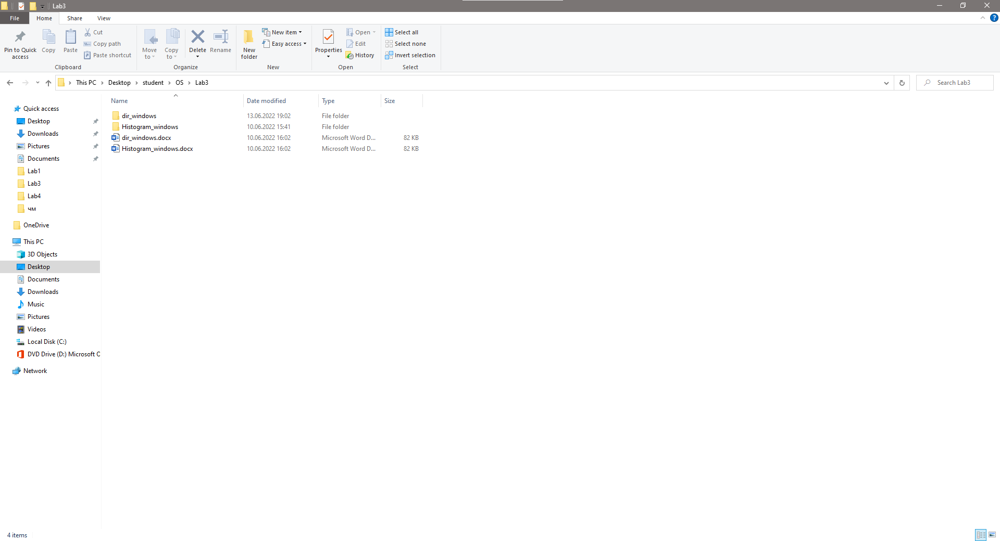 Lab3
File Home Share View
Pin to Quick access
Copy
Paste
Cut
Copy path
Paste shortcut
Clipboard
Move to
Copy to
Delete
Rename
Organize
New folder
New item
Easy access
New
Properties
Open
Edit
History
Open
Select all
Select none
Invert selection
Select
This PC > Desktop > student > OS > Lab3
Search Lab3
Quick access
Desktop
Downloads
Pictures
Documents
Lab1
Lab3
Lab4
чм
OneDrive
This PC
3D Objects
Desktop
Documents
Downloads
Music
Pictures
Videos
Local Disk (C:)
DVD Drive (D:) Microsoft O
Network
Name Date modified Type Size
dir_windows 13.06.2022 19:02 File folder
Histogram_windows 10.06.2022 15:41 File folder
dir_windows.docx 10.06.2022 16:02 Microsoft Word D... 82 KB
Histogram_windows.docx 10.06.2022 16:02 Microsoft Word D... 82 KB
4 items